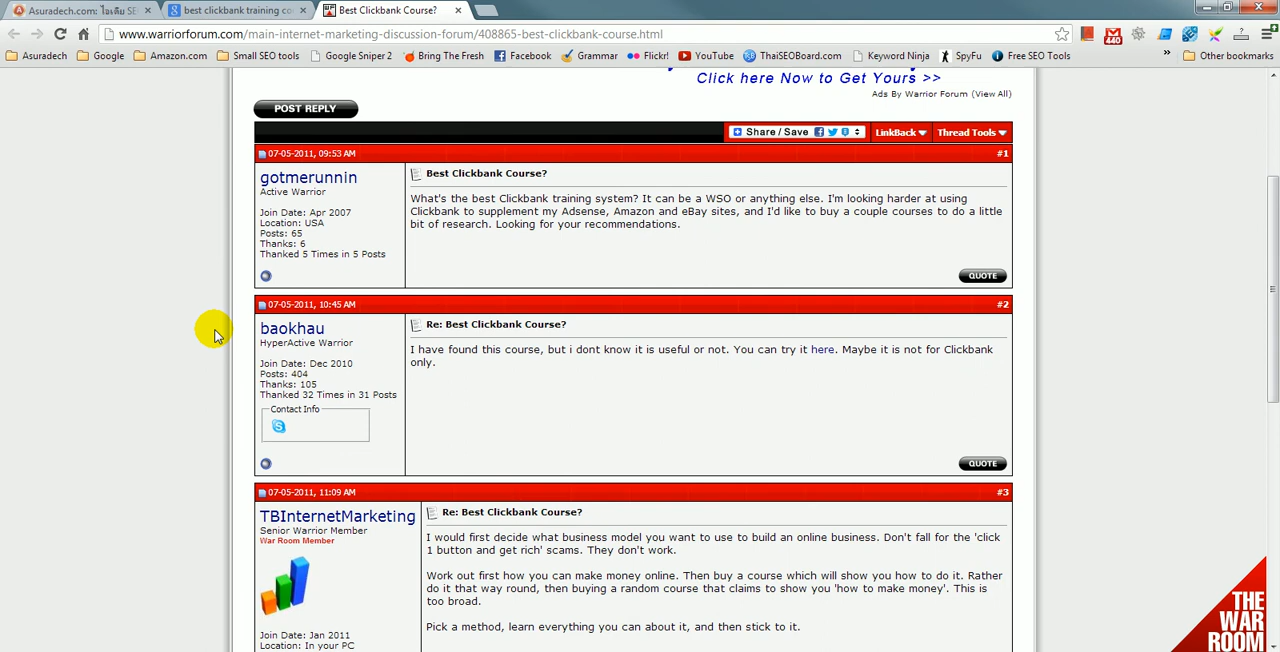 Asuradech.com: ไอเดีย SE
best clickbank training co
Best Clickbank Course?
www.warriorforum.com/main-internet-marketing-discussion-forum/408865-best-clickbank-course.html
Asuradech
Google
Amazon.com
Small SEO tools
Google Sniper 2
Bring The Fresh
Facebook
Grammar
Flickr!
YouTube
ThaiSEOBoard.com
Keyword Ninja
SpyFu
Free SEO Tools
»
Other bookmarks
Click here Now to Get Yours >>
Ads By Warrior Forum (View All)
POST REPLY
Share / Save
LinkBack
Thread Tools
07-05-2011, 09:53 AM
#1
gotmerunnin
Active Warrior
Join Date: Apr 2007
Location: USA
Posts: 65
Thanks: 6
Thanked 5 Times in 5 Posts
Best Clickbank Course?
What's the best Clickbank training system? It can be a WSO or anything else. I'm looking harder at using
Clickbank to supplement my Adsense, Amazon and eBay sites, and I'd like to buy a couple courses to do a little
bit of research. Looking for your recommendations.
QUOTE
07-05-2011, 10:45 AM
#2
baokhau
HyperActive Warrior
Join Date: Dec 2010
Posts: 404
Thanks: 105
Thanked 32 Times in 31 Posts
Contact Info
Re: Best Clickbank Course?
I have found this course, but i dont know it is useful or not. You can try it here. Maybe it is not for Clickbank
only.
QUOTE
07-05-2011, 11:09 AM
#3
TBInternetMarketing
Senior Warrior Member
War Room Member
Join Date: Jan 2011
Location: In your PC
Re: Best Clickbank Course?
I would first decide what business model you want to use to build an online business. Don't fall for the 'click
1 button and get rich' scams. They don't work.
Work out first how you can make money online. Then buy a course which will show you how to do it. Rather
do it that way round, then buying a random course that claims to show you 'how to make money'. This is
too broad.
Pick a method, learn everything you can about it, and then stick to it.
THE
WAR
ROOM